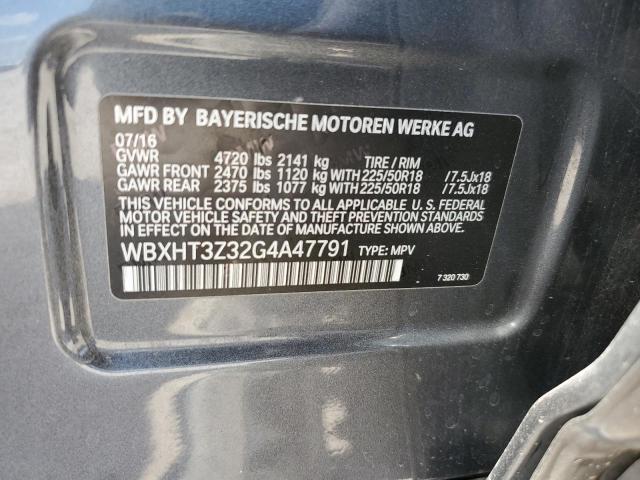 MFD BY BAYERISCHE MOTOREN WERKE AG
07/16
GVWR 4720 lbs 2141 kg TIRE / RIM
GAWR FRONT 2470 lbs 1120 kg WITH 225/50R18 /7.5Jx18
GAWR REAR 2375 lbs 1077 kg WITH 225/50R18 /7.5Jx18
THIS VEHICLE CONFORMS TO ALL APPLICABLE U. S. FEDERAL
MOTOR VEHICLE SAFETY AND THEFT PREVENTION STANDARDS
IN EFFECT ON THE DATE OF MANUFACTURE SHOWN ABOVE.
WBXHT3Z32G4A47791 TYPE: MPV
7 320 730